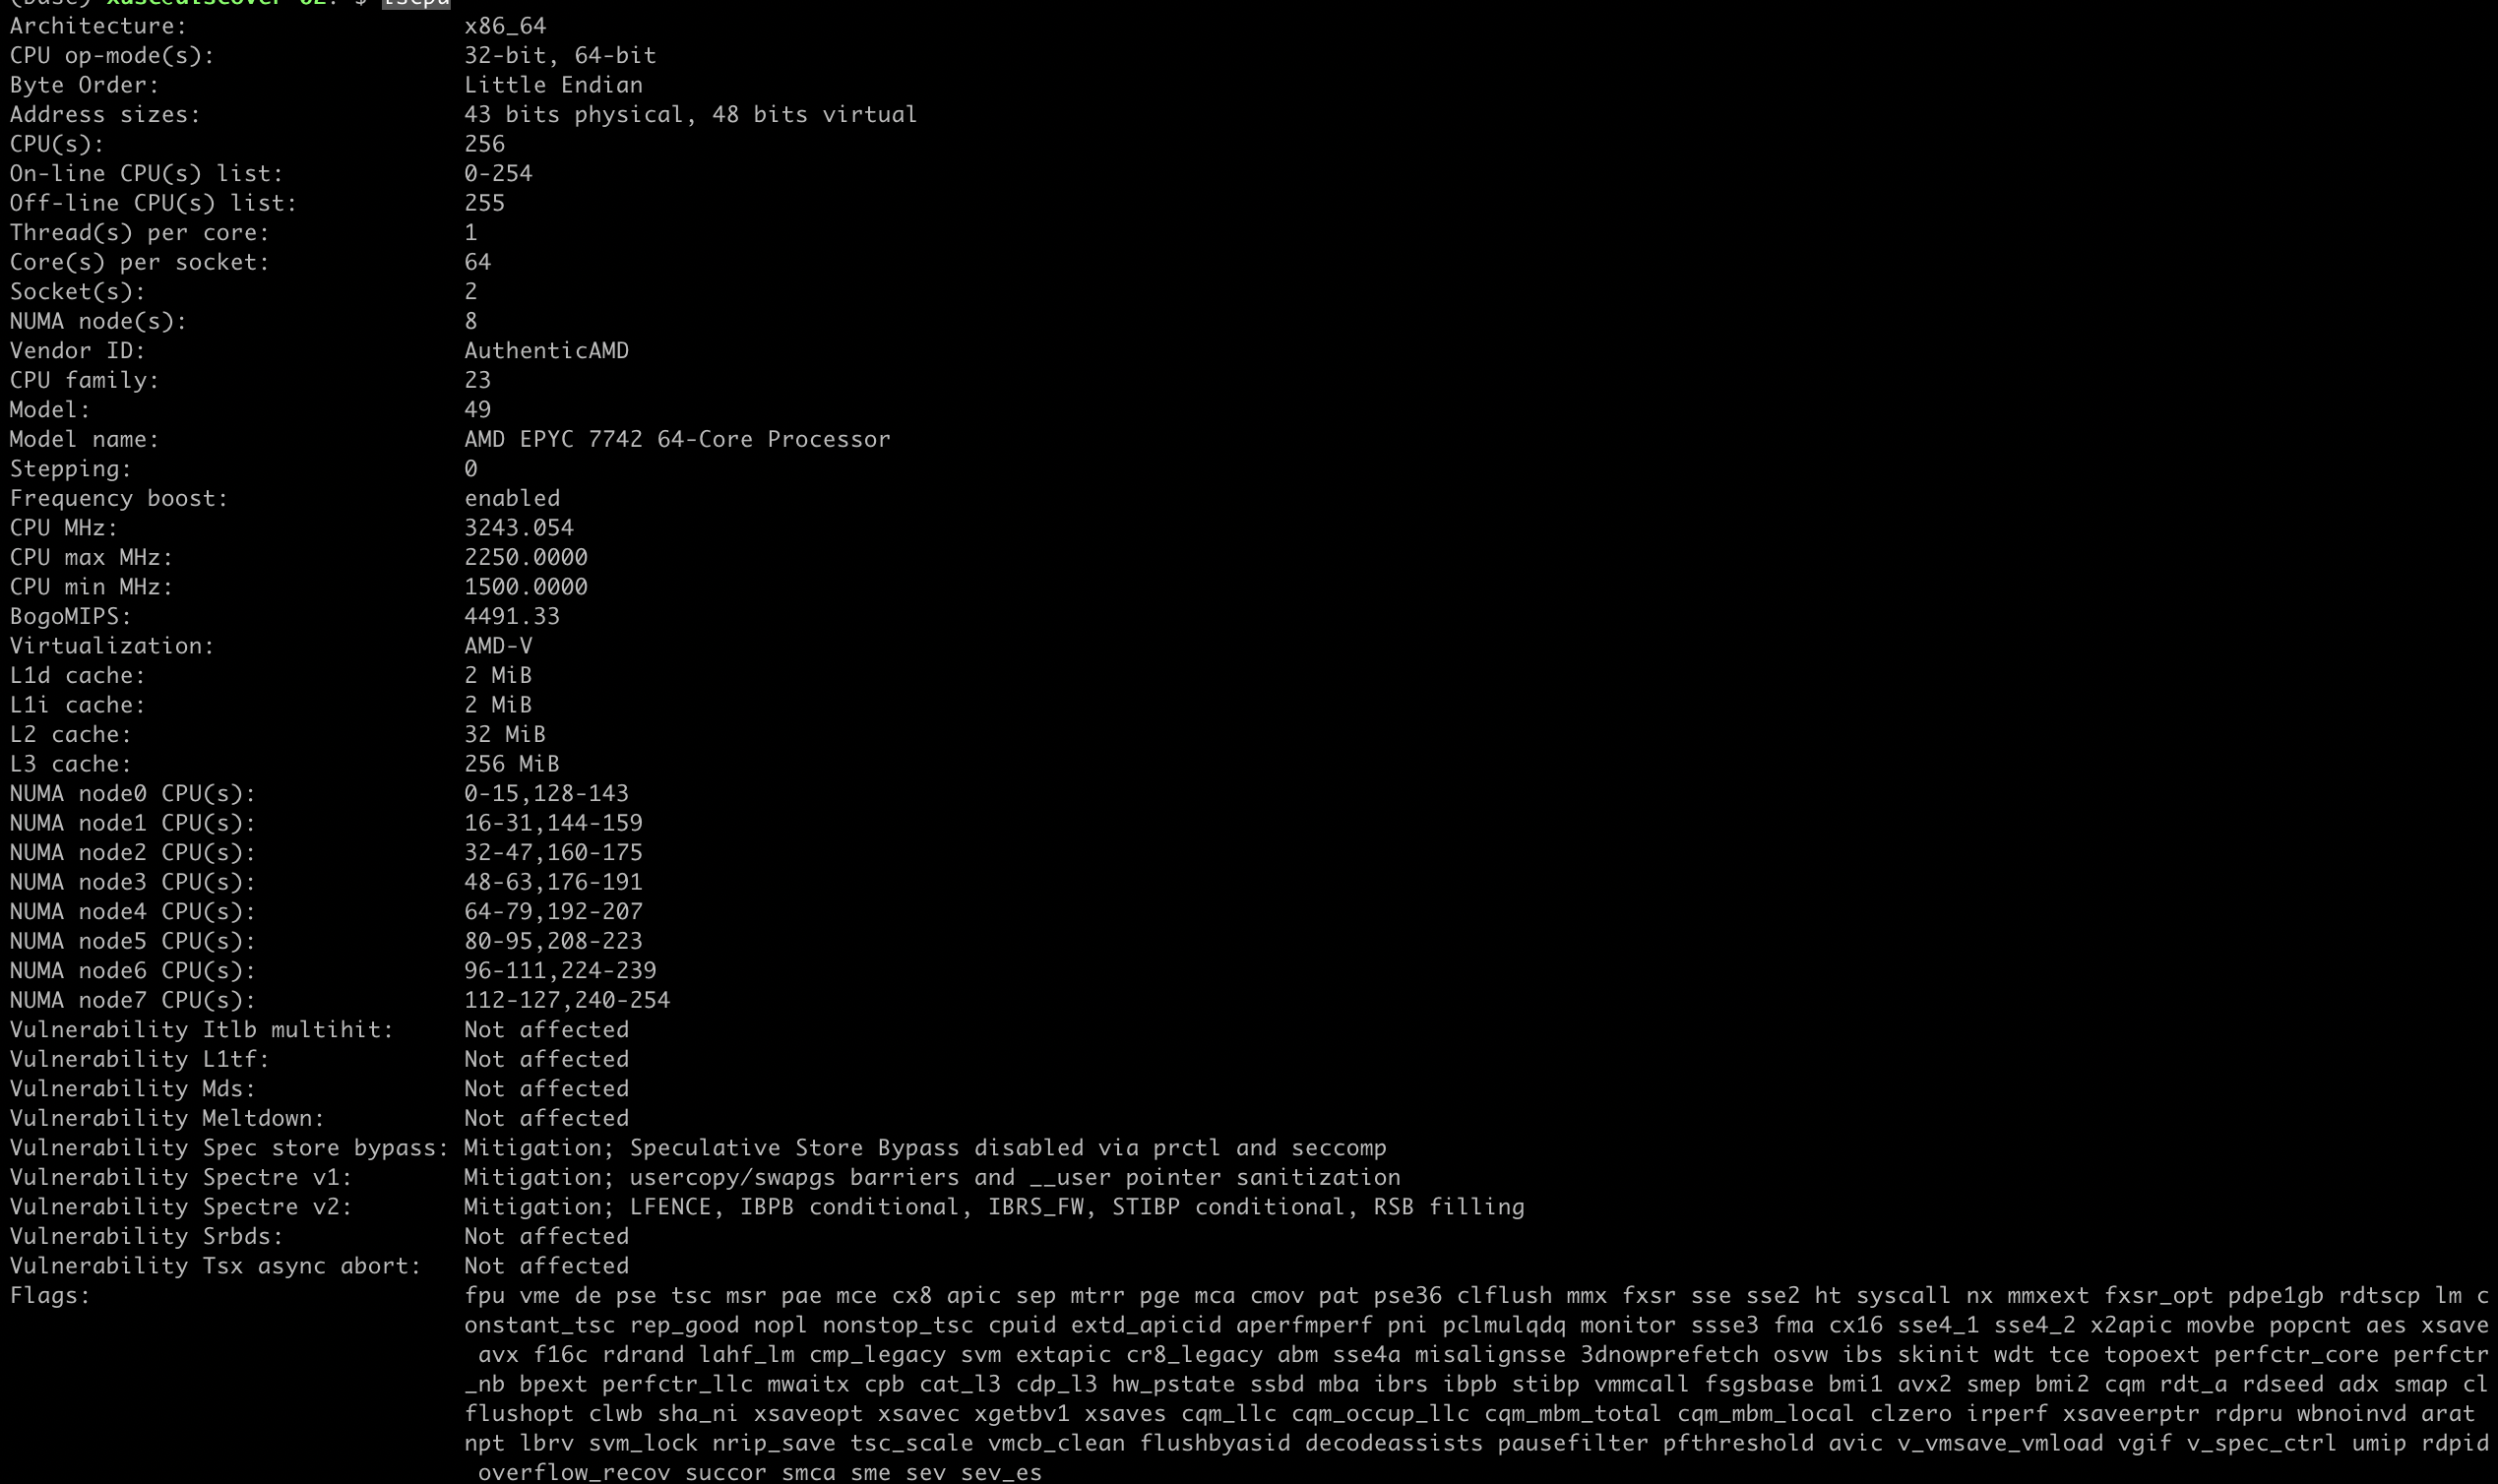 $ lscpu
Architecture: x86_64
CPU op-mode(s): 32-bit, 64-bit
Byte Order: Little Endian
Address sizes: 43 bits physical, 48 bits virtual
CPU(s): 256
On-line CPU(s) list: 0-254
Off-line CPU(s) list: 255
Thread(s) per core: 1
Core(s) per socket: 64
Socket(s): 2
NUMA node(s): 8
Vendor ID: AuthenticAMD
CPU family: 23
Model: 49
Model name: AMD EPYC 7742 64-Core Processor
Stepping: 0
Frequency boost: enabled
CPU MHz: 3243.054
CPU max MHz: 2250.0000
CPU min MHz: 1500.0000
BogoMIPS: 4491.33
Virtualization: AMD-V
L1d cache: 2 MiB
L1i cache: 2 MiB
L2 cache: 32 MiB
L3 cache: 256 MiB
NUMA node0 CPU(s): 0-15,128-143
NUMA node1 CPU(s): 16-31,144-159
NUMA node2 CPU(s): 32-47,160-175
NUMA node3 CPU(s): 48-63,176-191
NUMA node4 CPU(s): 64-79,192-207
NUMA node5 CPU(s): 80-95,208-223
NUMA node6 CPU(s): 96-111,224-239
NUMA node7 CPU(s): 112-127,240-254
Vulnerability Itlb multihit: Not affected
Vulnerability L1tf: Not affected
Vulnerability Mds: Not affected
Vulnerability Meltdown: Not affected
Vulnerability Spec store bypass: Mitigation; Speculative Store Bypass disabled via prctl and seccomp
Vulnerability Spectre v1: Mitigation; usercopy/swapgs barriers and __user pointer sanitization
Vulnerability Spectre v2: Mitigation; LFENCE, IBPB conditional, IBRS_FW, STIBP conditional, RSB filling
Vulnerability Srbds: Not affected
Vulnerability Tsx async abort: Not affected
Flags: fpu vme de pse tsc msr pae mce cx8 apic sep mtrr pge mca cmov pat pse36 clflush mmx fxsr sse sse2 ht syscall nx mmxext fxsr_opt pdpe1gb rdtscp lm c
onstant_tsc rep_good nopl nonstop_tsc cpuid extd_apicid aperfmperf pni pclmulqdq monitor ssse3 fma cx16 sse4_1 sse4_2 x2apic movbe popcnt aes xsave
avx f16c rdrand lahf_lm cmp_legacy svm extapic cr8_legacy abm sse4a misalignsse 3dnowprefetch osvw ibs skinit wdt tce topoext perfctr_core perfctr
_nb bpext perfctr_llc mwaitx cpb cat_l3 cdp_l3 hw_pstate ssbd mba ibrs ibpb stibp vmmcall fsgsbase bmi1 avx2 smep bmi2 cqm rdt_a rdseed adx smap cl
flushopt clwb sha_ni xsaveopt xsavec xgetbv1 xsaves cqm_llc cqm_occup_llc cqm_mbm_total cqm_mbm_local clzero irperf xsaveerptr rdpru wbnoinvd arat
npt lbrv svm_lock nrip_save tsc_scale vmcb_clean flushbyasid decodeassists pausefilter pfthreshold avic v_vmsave_vmload vgif v_spec_ctrl umip rdpid
overflow_recov succor smca sme sev sev_es